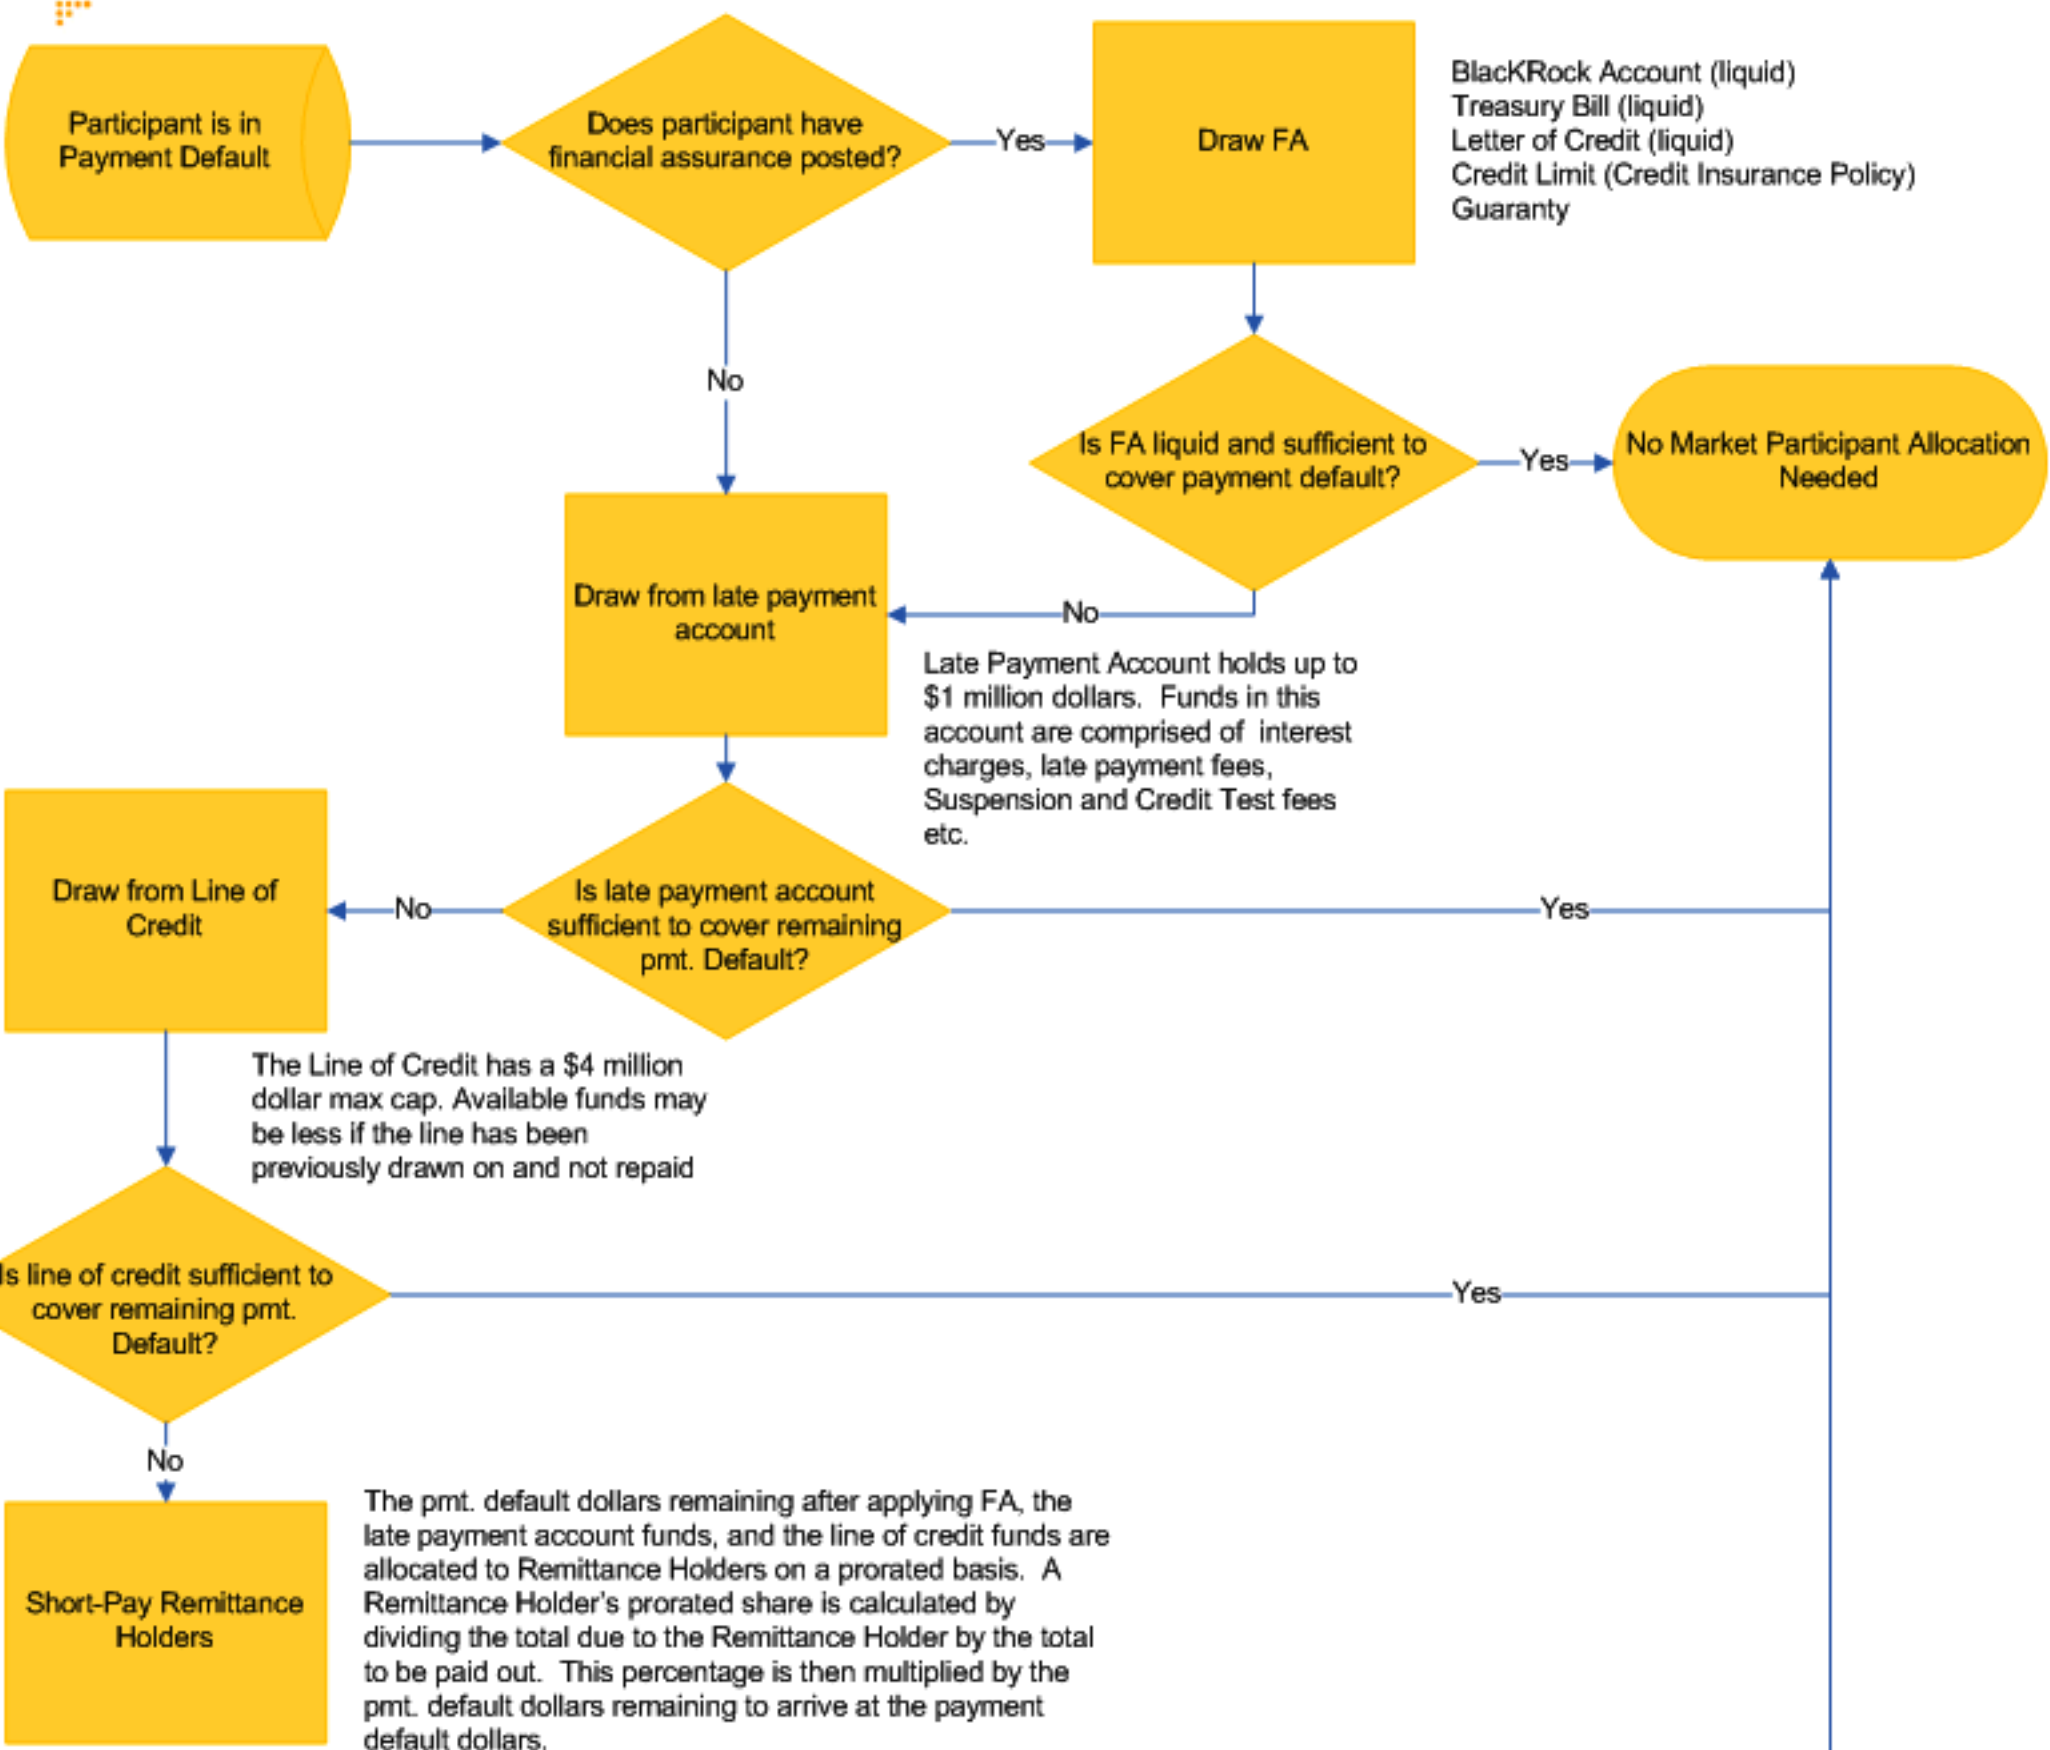 Participant is in
Payment Default
Does participant have
financial assurance posted?
Yes
Draw FA
BlacKRock Account (liquid)
Treasury Bill (liquid)
Letter of Credit (liquid)
Credit Limit (Credit Insurance Policy)
Guaranty
No
Is FA liquid and sufficient to
cover payment default?
Yes
No Market Participant Allocation
Needed
Draw from late payment
account
No
Late Payment Account holds up to
$1 million dollars.  Funds in this
account are comprised of  interest
charges, late payment fees,
Suspension and Credit Test fees
etc.
Draw from Line of
Credit
No
Is late payment account
sufficient to cover remaining
pmt. Default?
Yes
The Line of Credit has a $4 million
dollar max cap. Available funds may
be less if the line has been
previously drawn on and not repaid
Is line of credit sufficient to
cover remaining pmt.
Default?
Yes
No
Short-Pay Remittance
Holders
The pmt. default dollars remaining after applying FA, the
late payment account funds, and the line of credit funds are
allocated to Remittance Holders on a prorated basis.  A
Remittance Holder's prorated share is calculated by
dividing the total due to the Remittance Holder by the total
to be paid out.  This percentage is then multiplied by the
pmt. default dollars remaining to arrive at the payment
default dollars.